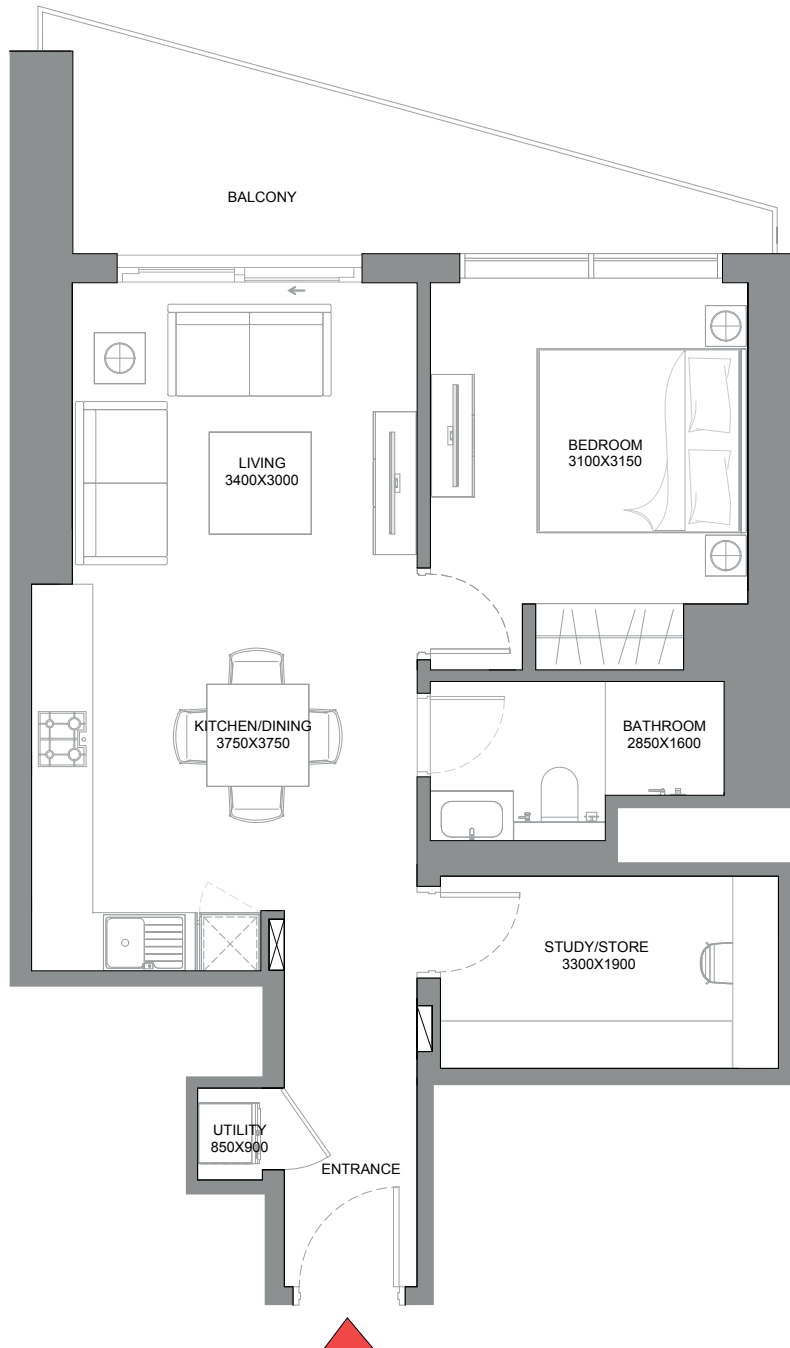 BALCONY
LIVING
3400X3000
BEDROOM
3100X3150
KITCHEN/DINING
3750X3750
BATHROOM
2850X1600
STUDY/STORE
3300X1900
UTILITY
850X900
ENTRANCE